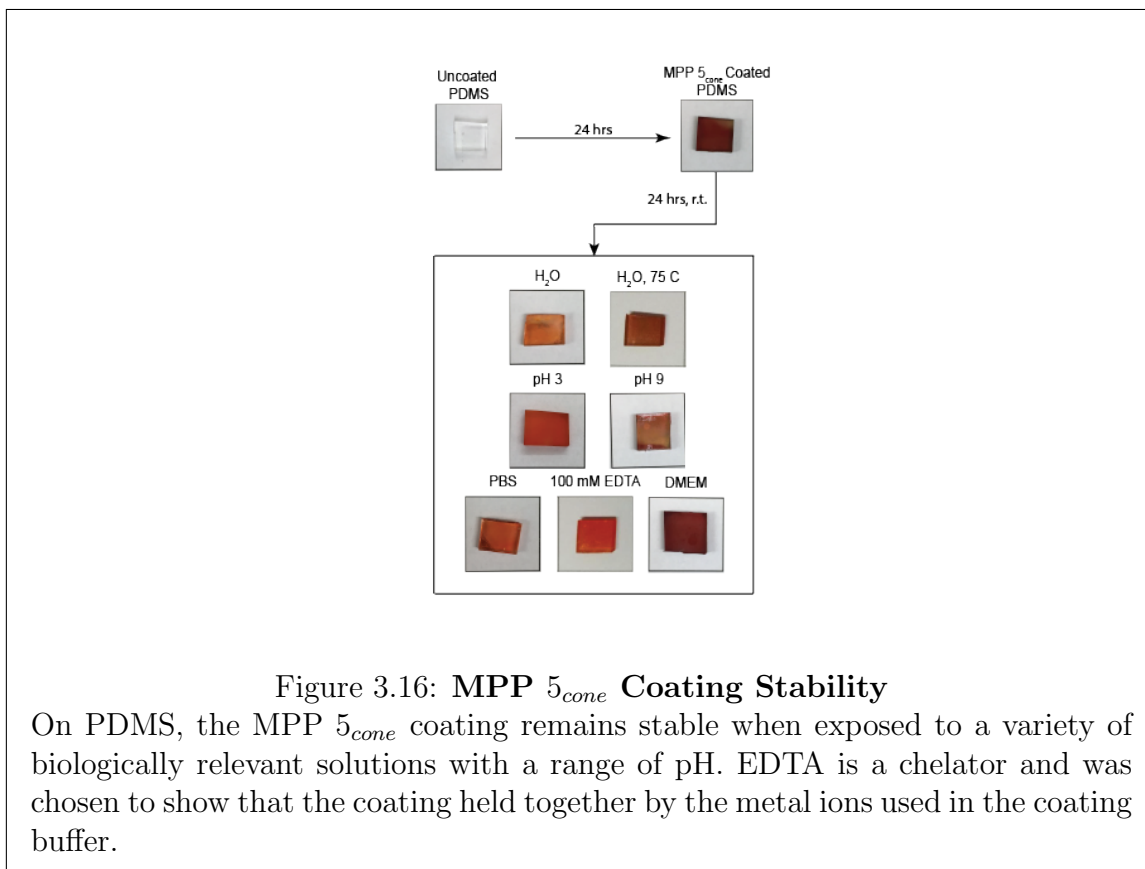 Uncoated
PDMS
MPP 5cone Coated
PDMS
24 hrs
24 hrs, r.t.
H2O
H2O, 75 C
pH 3
pH 9
PBS
100 mM EDTA
DMEM
Figure 3.16: MPP 5cone Coating Stability
On PDMS, the MPP 5cone coating remains stable when exposed to a variety of
biologically relevant solutions with a range of pH. EDTA is a chelator and was
chosen to show that the coating held together by the metal ions used in the coating
buffer.